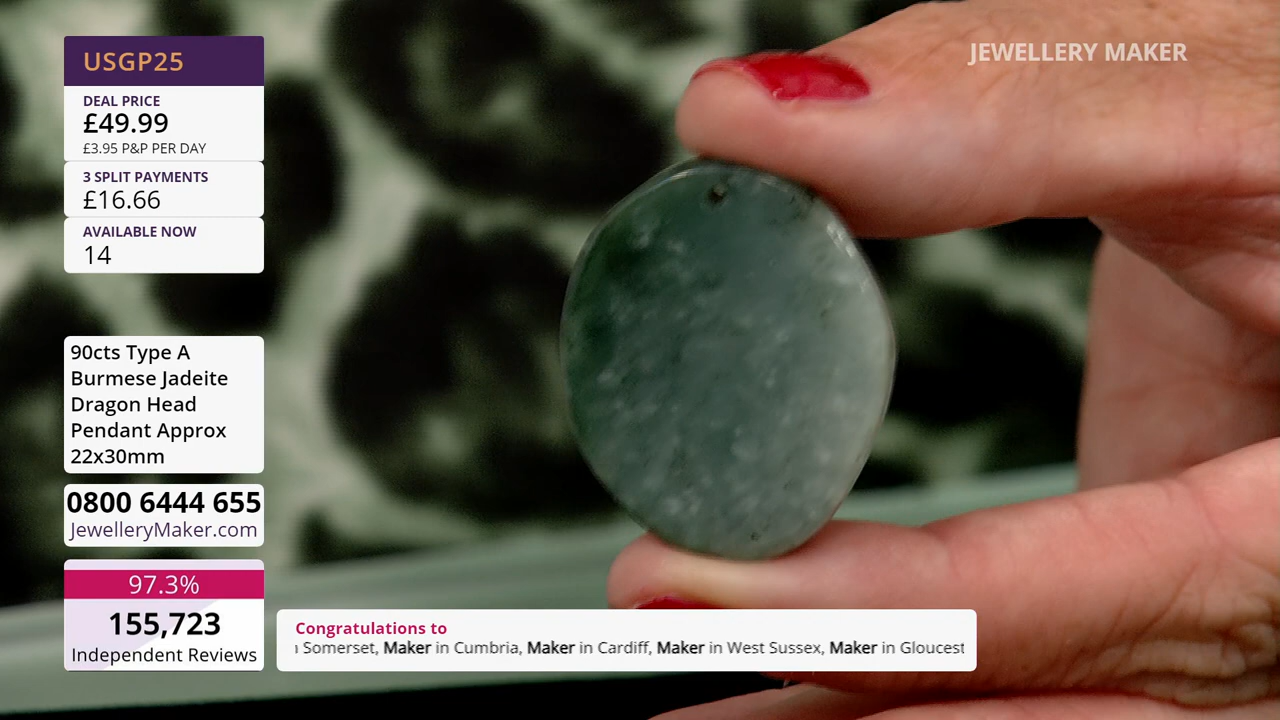 USGP25
DEAL PRICE
£49.99
£3.95 P&P PER DAY
3 SPLIT PAYMENTS
£16.66
AVAILABLE NOW
14
90cts Type A
Burmese Jadeite
Dragon Head
Pendant Approx
22x30mm
0800 6444 655
JewelleryMaker.com
97.3%
155,723
Independent Reviews
JEWELLERY MAKER
Congratulations to
Somerset, Maker in Cumbria, Maker in Cardiff, Maker in West Sussex, Maker in Gloucest